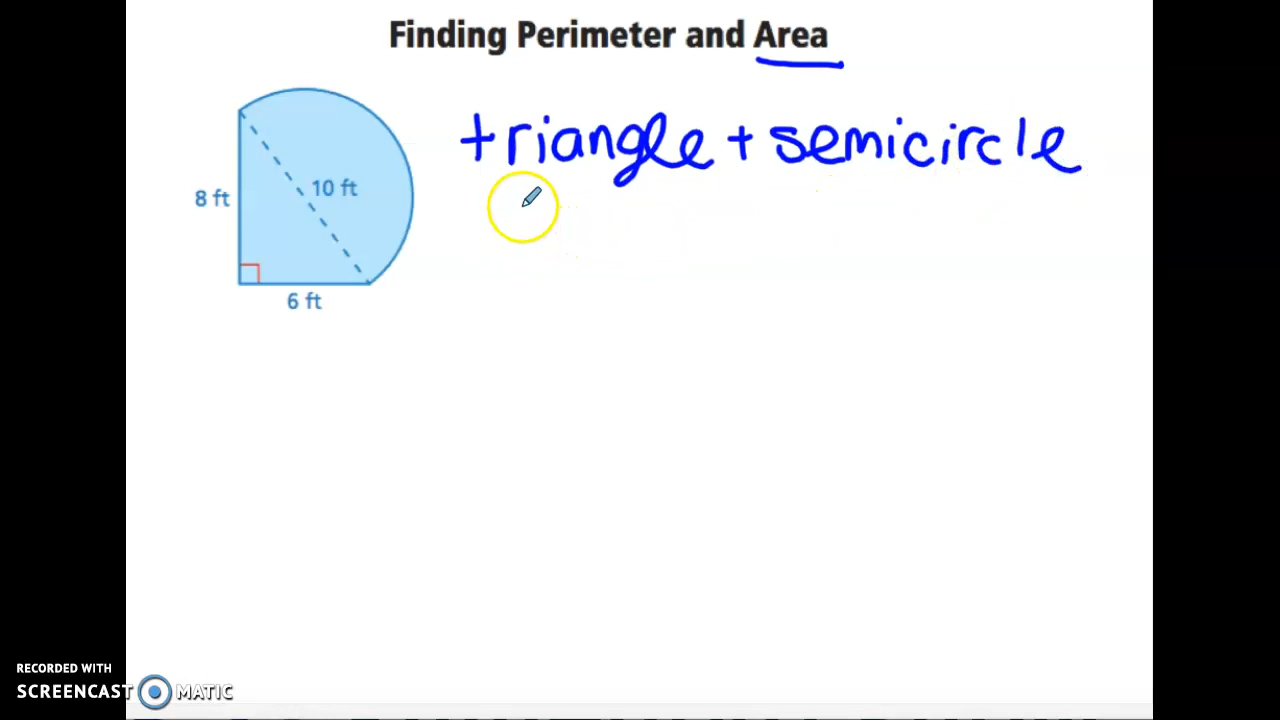 Finding Perimeter and Area
triangle + semicircle
10 ft
8 ft
6 ft
RECORDED WITH
SCREENCAST MATIC